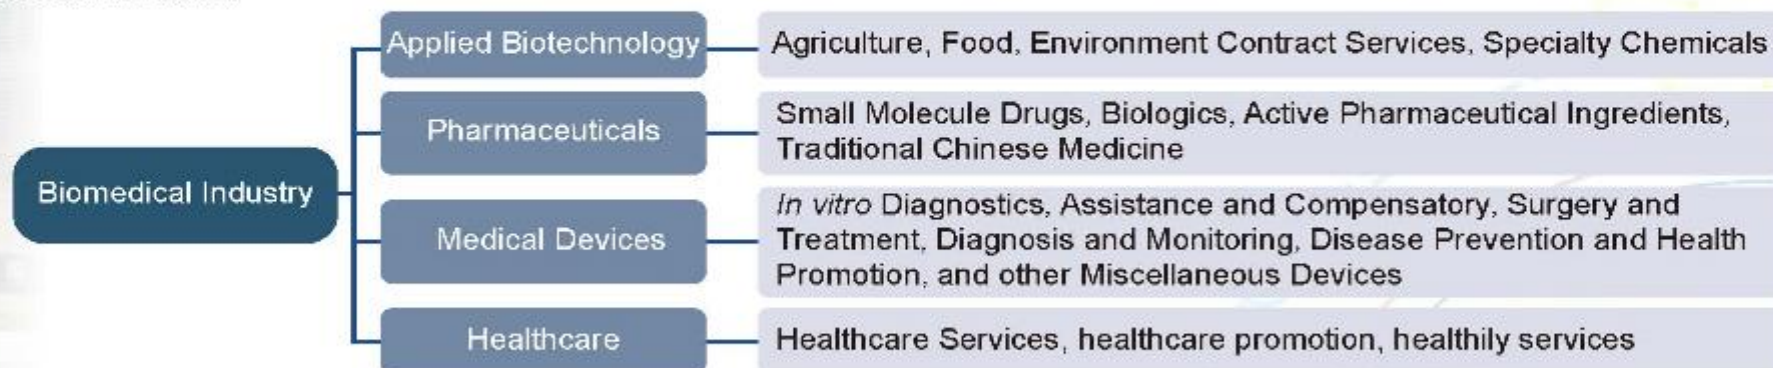 Biomedical Industry
Applied Biotechnology
Agriculture, Food, Environment Contract Services, Specialty Chemicals
Pharmaceuticals
Small Molecule Drugs, Biologics, Active Pharmaceutical Ingredients,
Traditional Chinese Medicine
Medical Devices
In vitro Diagnostics, Assistance and Compensatory, Surgery and
Treatment, Diagnosis and Monitoring, Disease Prevention and Health
Promotion, and other Miscellaneous Devices
Healthcare
Healthcare Services, healthcare promotion, healthily services